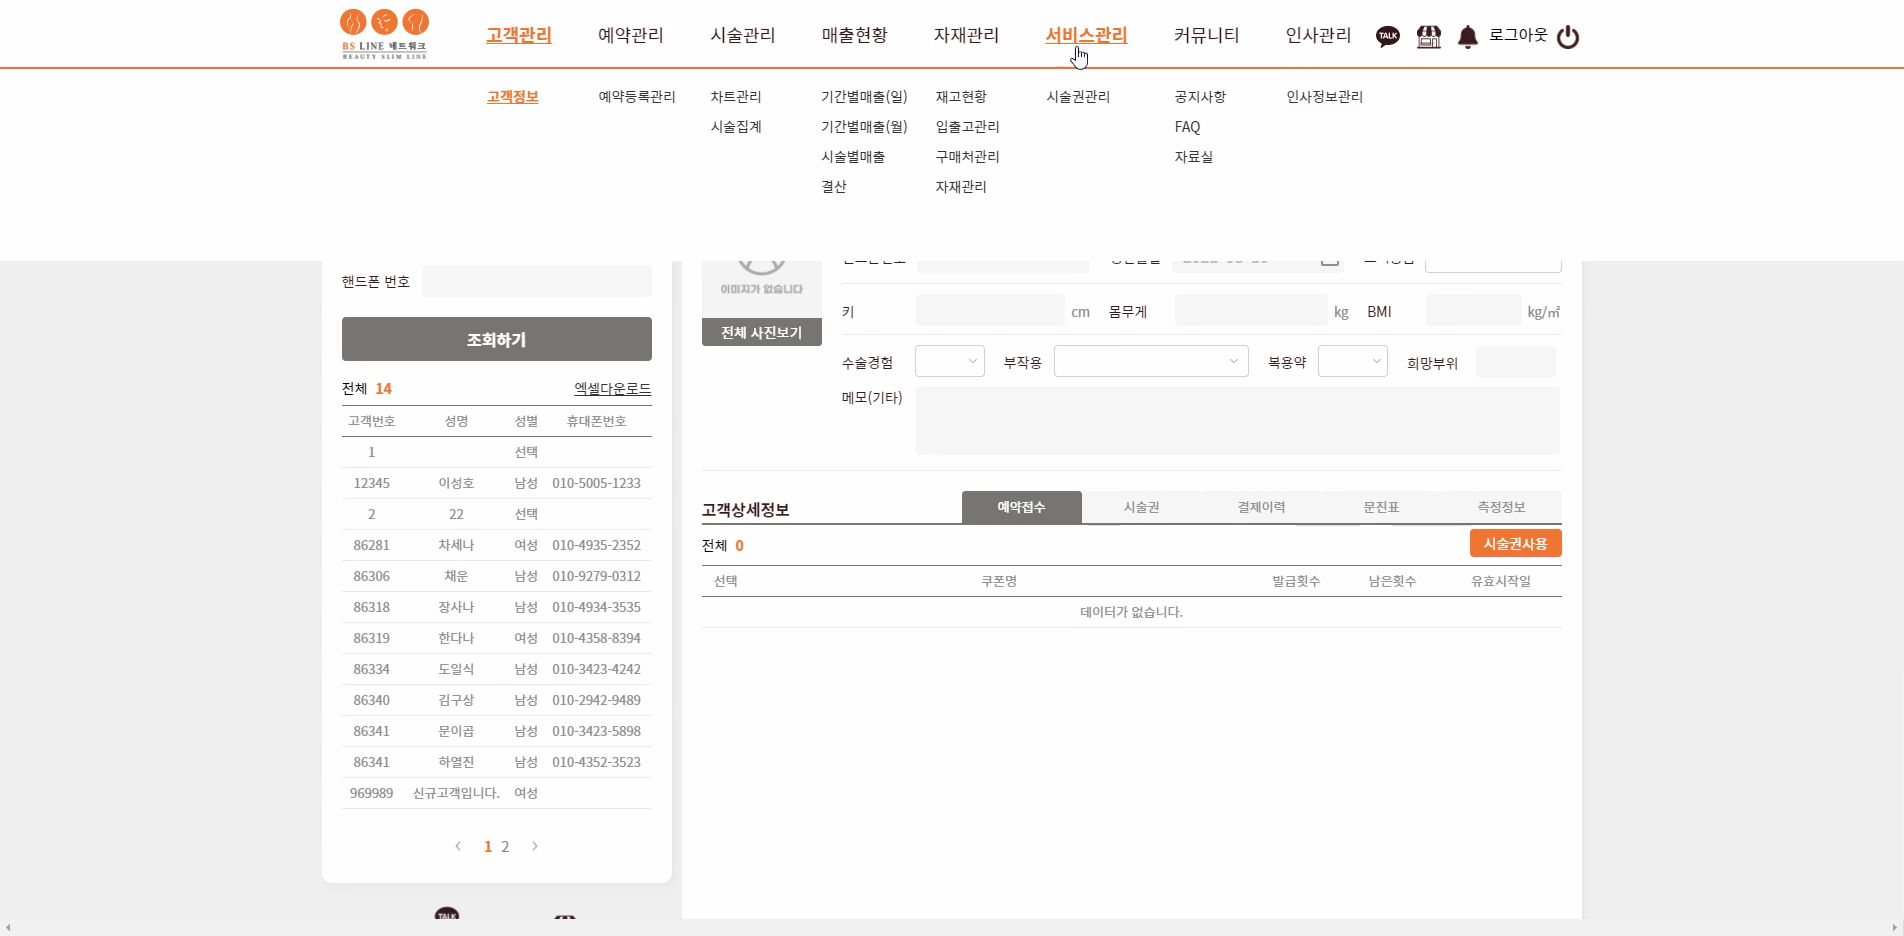 BS LINE 네트워크
BEAUTY SLIM LINE
고객관리 예약관리 시술관리 매출현황 자재관리 서비스관리 커뮤니티 인사관리 TALK 로그아웃
고객정보 예약등록관리 차트관리 기간별매출(일) 재고현황 시술권관리 공지사항 인사정보관리
시술집계 기간별매출(월) 입출고관리 FAQ
시술별매출 구매처관리 자료실
결산 자재관리
핸드폰 번호
조회하기
전체 14 엑셀다운로드
고객번호 성명 성별 휴대폰번호
1 선택
12345 이성호 남성 010-5005-1233
2 22 선택
86281 차세나 여성 010-4935-2352
86306 채운 남성 010-9279-0312
86318 장사나 남성 010-4934-3535
86319 한다나 여성 010-4358-8394
86334 도일식 남성 010-3423-4242
86340 김구상 남성 010-2942-9489
86341 문이곱 남성 010-3423-5898
86341 하열진 남성 010-4352-3523
969989 신규고객입니다. 여성
1 2
TALK
이미지가 없습니다
전체 사진보기
키 cm 몸무게 kg BMI kg/㎡
수술경험 부작용 복용약 희망부위
메모(기타)
고객상세정보 예약접수 시술권 결제이력 문진표 측정정보
전체 0 시술권사용
선택 쿠폰명 발급횟수 남은횟수 유효시작일
데이터가 없습니다.